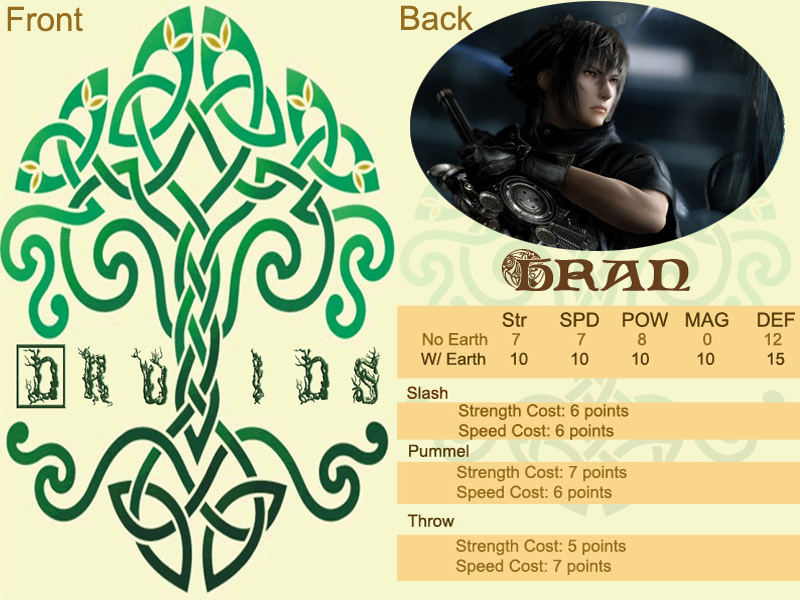 Front
DRUIDS
Back
BRAN
Str SPD POW MAG DEF
No Earth 7 7 8 0 12
W/ Earth 10 10 10 10 15
Slash
Strength Cost: 6 points
Speed Cost: 6 points
Pummel
Strength Cost: 7 points
Speed Cost: 6 points
Throw
Strength Cost: 5 points
Speed Cost: 7 points